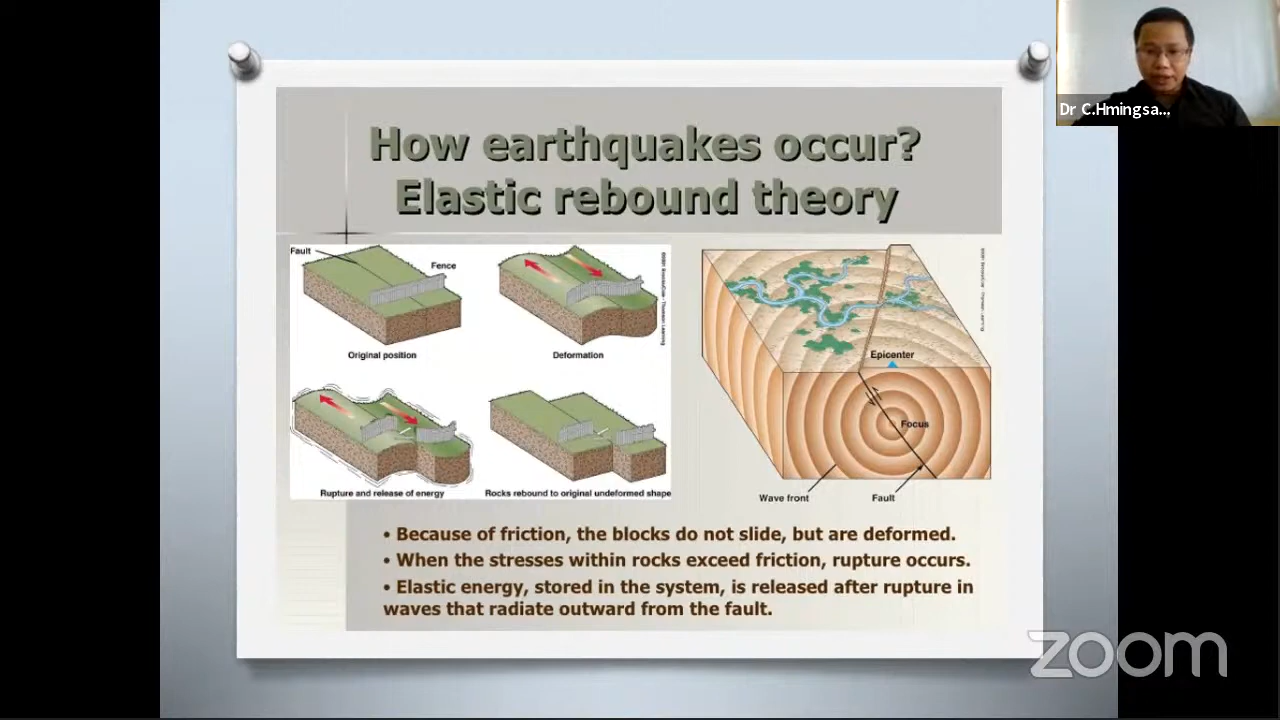 Dr C.Hmingsa...
How earthquakes occur?
Elastic rebound theory
Fault
Fence
Original position
Deformation
Rupture and release of energy
Rocks rebound to original undeformed shape
Epicenter
Focus
Wave front
Fault
• Because of friction, the blocks do not slide, but are deformed.
• When the stresses within rocks exceed friction, rupture occurs.
• Elastic energy, stored in the system, is released after rupture in
waves that radiate outward from the fault.
zoom